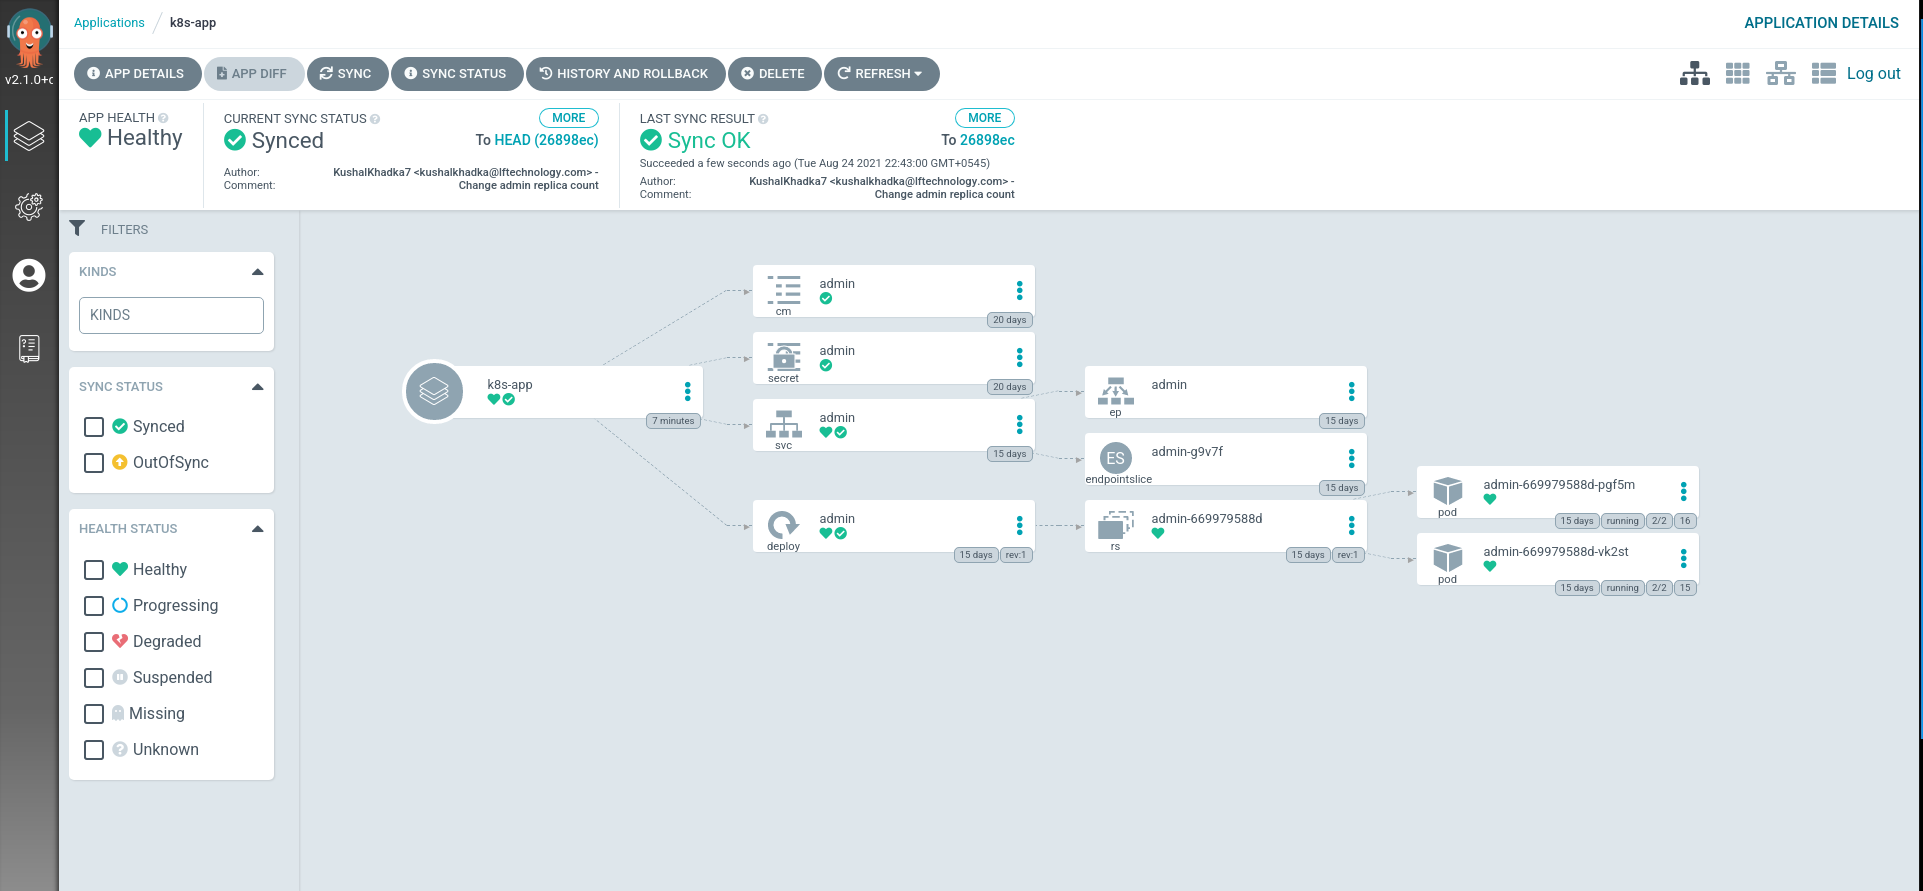 v2.1.0+c
Applications / k8s-app
APPLICATION DETAILS
APP DETAILS
APP DIFF
SYNC
SYNC STATUS
HISTORY AND ROLLBACK
DELETE
REFRESH
Log out
APP HEALTH
Healthy
CURRENT SYNC STATUS
MORE
Synced
To HEAD (26898ec)
Author: KushalKhadka7 <kushalkhadka@lftechnology.com> -
Comment: Change admin replica count
LAST SYNC RESULT
MORE
Sync OK
To 26898ec
Succeeded a few seconds ago (Tue Aug 24 2021 22:43:00 GMT+0545)
Author: KushalKhadka7 <kushalkhadka@lftechnology.com> -
Comment: Change admin replica count
FILTERS
KINDS
KINDS
SYNC STATUS
Synced
OutOfSync
HEALTH STATUS
Healthy
Progressing
Degraded
Suspended
Missing
Unknown
k8s-app
7 minutes
admin
cm
20 days
admin
secret
20 days
admin
svc
15 days
admin
deploy
15 days rev:1
admin
ep
15 days
ES
admin-g9v7f
endpointslice
15 days
admin-669979588d
rs
15 days rev:1
admin-669979588d-pgf5m
pod
15 days running 2/2 16
admin-669979588d-vk2st
pod
15 days running 2/2 15